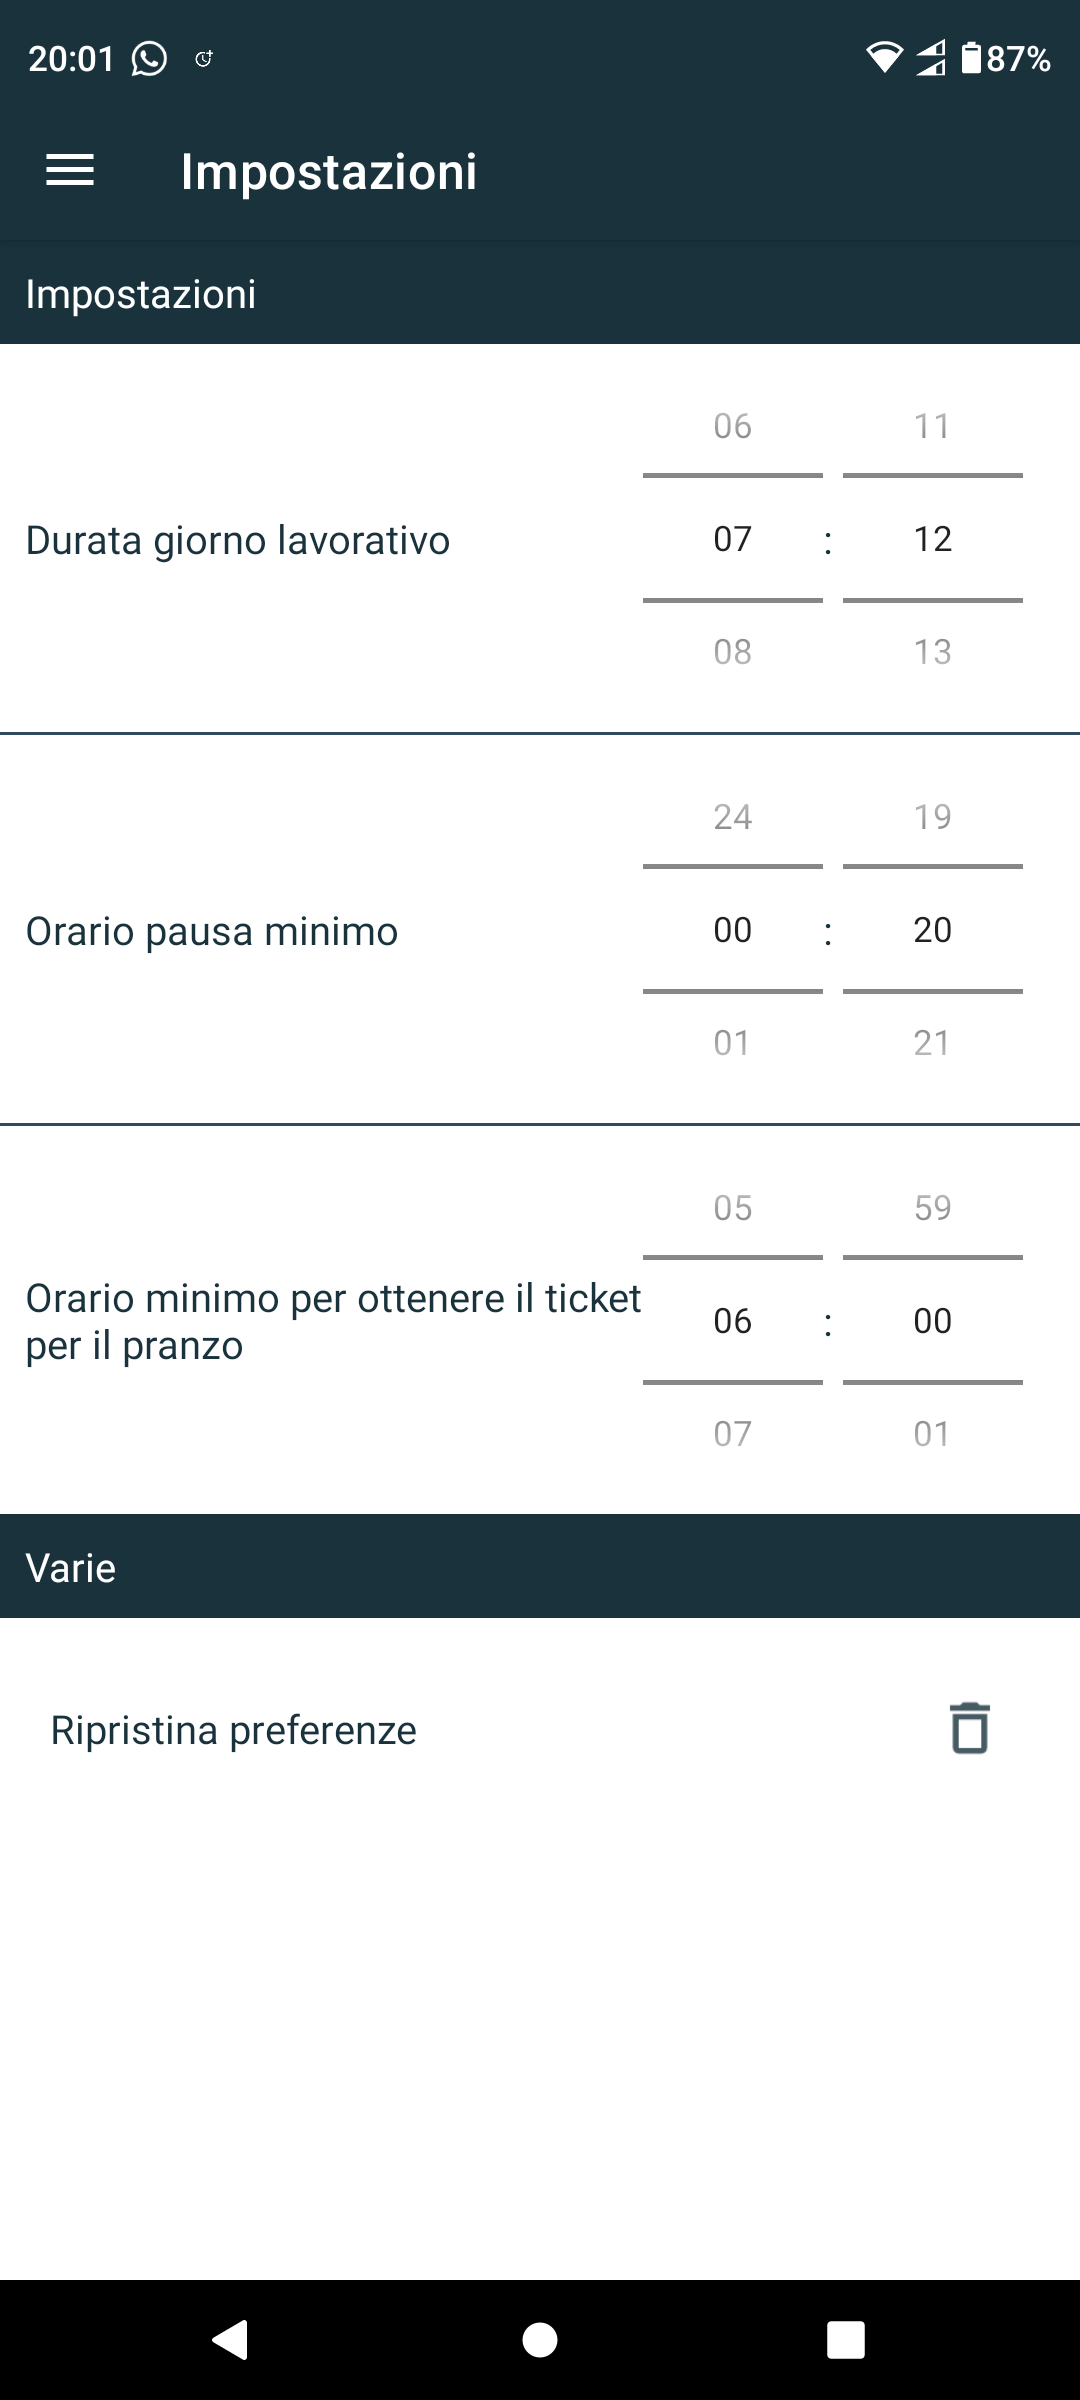 20:01 87%
Impostazioni
Impostazioni
06 11
Durata giorno lavorativo 07 : 12
08 13
24 19
Orario pausa minimo 00 : 20
01 21
05 59
Orario minimo per ottenere il ticket
per il pranzo 06 : 00
07 01
Varie
Ripristina preferenze